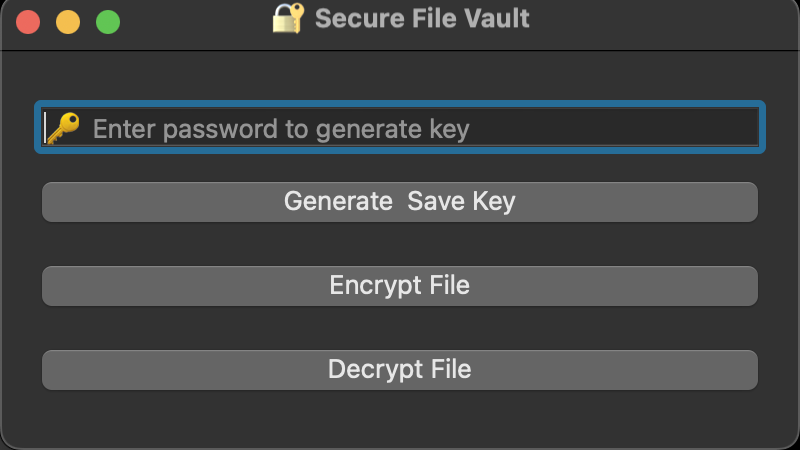 🔐 Secure File Vault
🔑 Enter password to generate key
Generate  Save Key
Encrypt File
Decrypt File